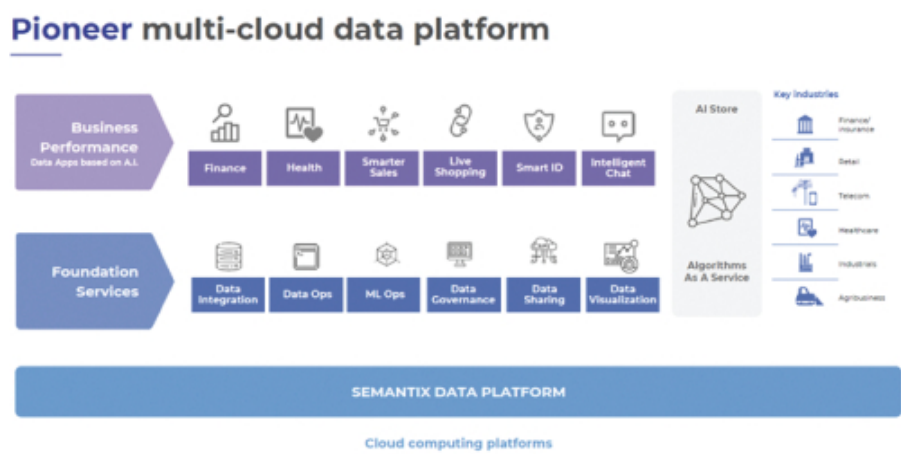 Pioneer multi-cloud data platform
Business
Performance
Data Apps based on A.I.
Finance
Health
Smarter
Sales
Live
Shopping
Smart ID
Intelligent
Chat
Foundation
Services
Data
Integration
Data Ops
ML Ops
Data
Governance
Data
Sharing
Data
Visualization
AI Store
Algorithms
As A Service
Key industries
Finance/
insurance
Retail
Telecom
Healthcare
Industrials
Agribusiness
SEMANTIX DATA PLATFORM
Cloud computing platforms